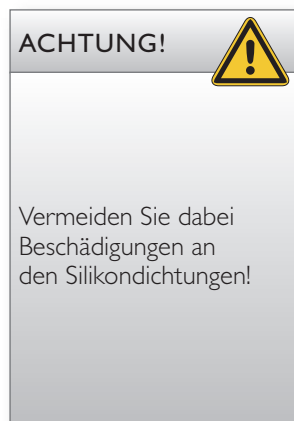 ACHTUNG!
Vermeiden Sie dabei
Beschädigungen an
den Silikondichtungen!